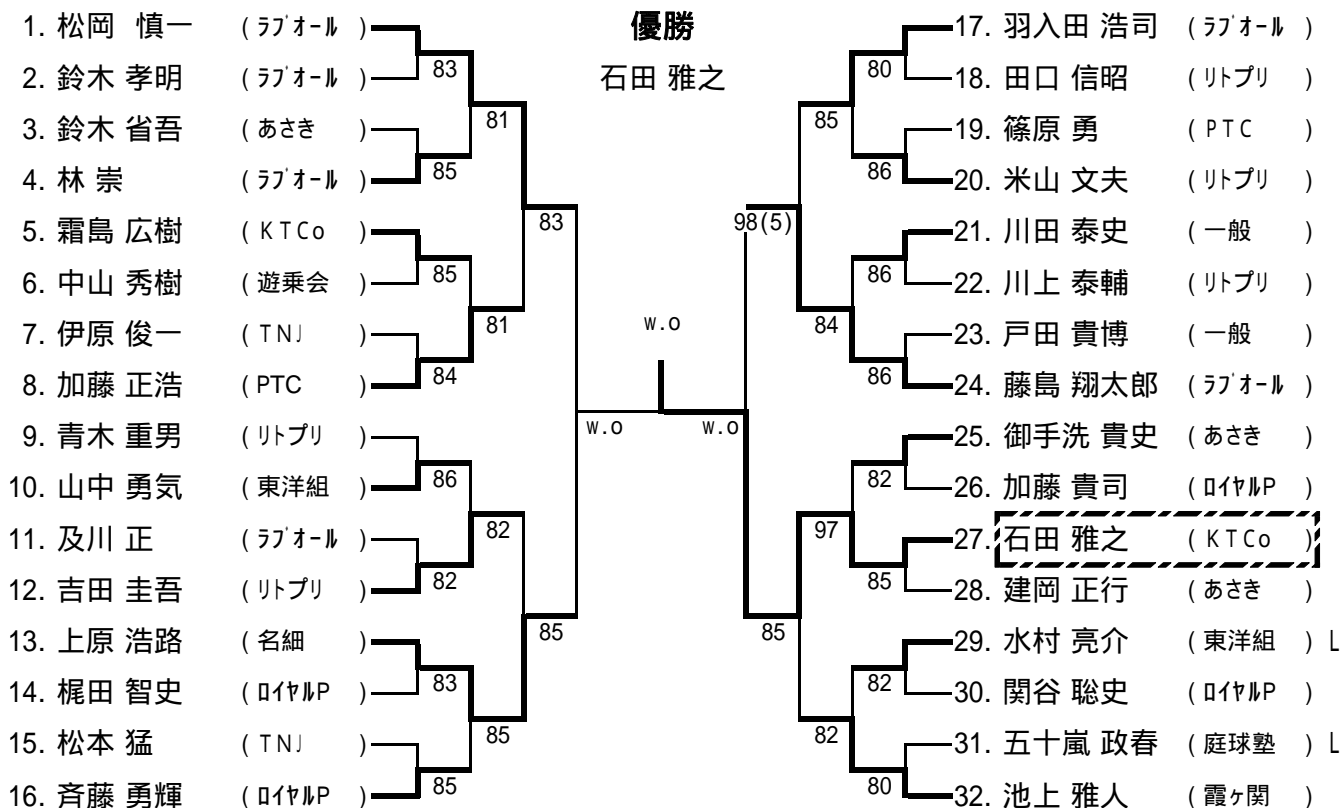 優勝
石田 雅之
1. 松岡 慎一 ( ラブオール )
2. 鈴木 孝明 ( ラブオール )
3. 鈴木 省吾 ( あさき )
4. 林 崇 ( ラブオール )
5. 霜島 広樹 ( KTCo )
6. 中山 秀樹 ( 遊乗会 )
7. 伊原 俊一 ( TNJ )
8. 加藤 正浩 ( PTC )
9. 青木 重男 ( リトプリ )
10. 山中 勇気 ( 東洋組 )
11. 及川 正 ( ラブオール )
12. 吉田 圭吾 ( リトプリ )
13. 上原 浩路 ( 名細 )
14. 梶田 智史 ( ロイヤルP )
15. 松本 猛 ( TNJ )
16. 斉藤 勇輝 ( ロイヤルP )
83
85
85
84
86
82
83
85
81
81
82
85
83
85
w.o
w.o
w.o
98(5)
85
85
84
97
82
80
86
86
86
82
85
82
80
17. 羽入田 浩司 ( ラブオール )
18. 田口 信昭 ( リトプリ )
19. 篠原 勇 ( PTC )
20. 米山 文夫 ( リトプリ )
21. 川田 泰史 ( 一般 )
22. 川上 泰輔 ( リトプリ )
23. 戸田 貴博 ( 一般 )
24. 藤島 翔太郎 ( ラブオール )
25. 御手洗 貴史 ( あさき )
26. 加藤 貴司 ( ロイヤルP )
27. 石田 雅之 ( KTCo )
28. 建岡 正行 ( あさき )
29. 水村 亮介 ( 東洋組 ) L
30. 関谷 聡史 ( ロイヤルP )
31. 五十嵐 政春 ( 庭球塾 ) L
32. 池上 雅人 ( 霞ヶ関 )